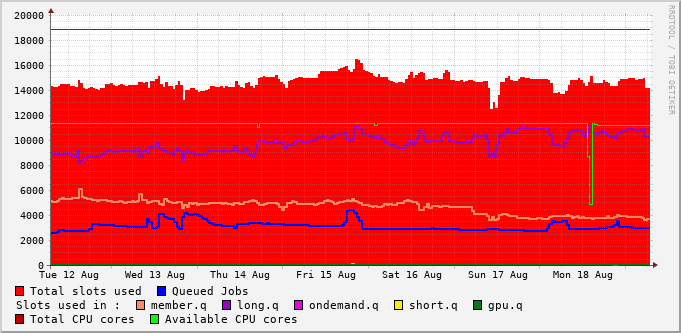 20000
18000
16000
14000
12000
10000
8000
6000
4000
2000
0
Tue 12 Aug Wed 13 Aug Thu 14 Aug Fri 15 Aug Sat 16 Aug Sun 17 Aug Mon 18 Aug
RRDTOOL / TOBI OETIKER
Total slots used Queued Jobs
Slots used in : member.q long.q ondemand.q short.q gpu.q
Total CPU cores Available CPU cores